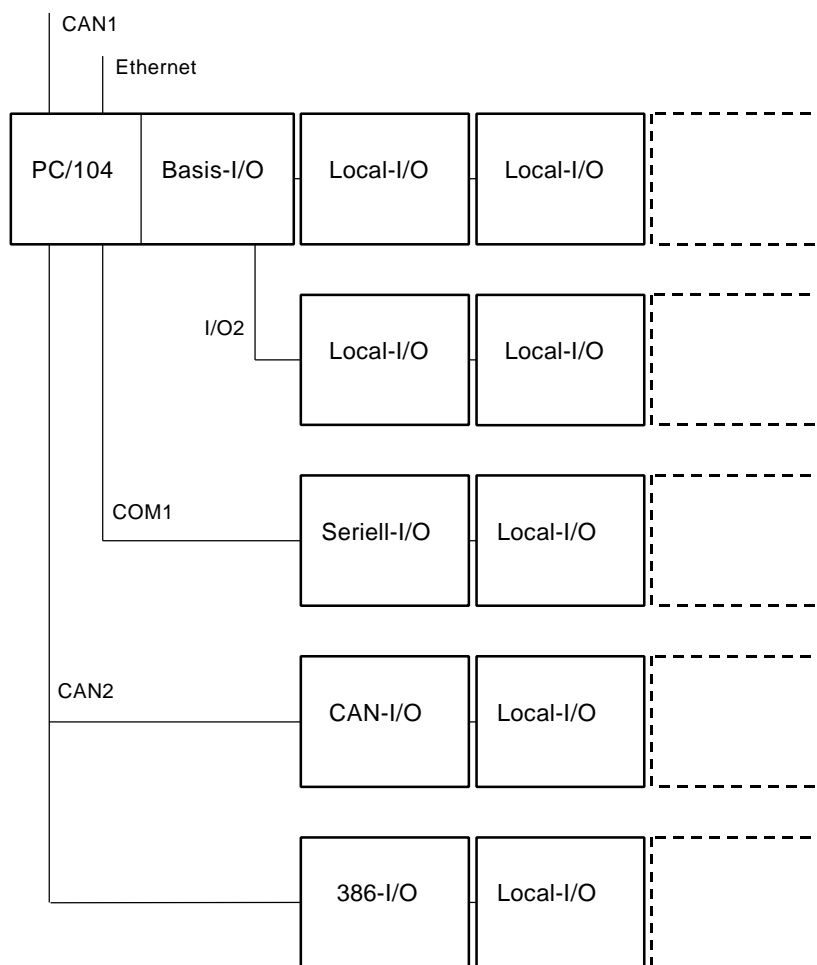 CAN1
Ethernet
PC/104 Basis-I/O Local-I/O Local-I/O
I/O2
Local-I/O Local-I/O
COM1
Seriell-I/O Local-I/O
CAN2
CAN-I/O Local-I/O
386-I/O Local-I/O